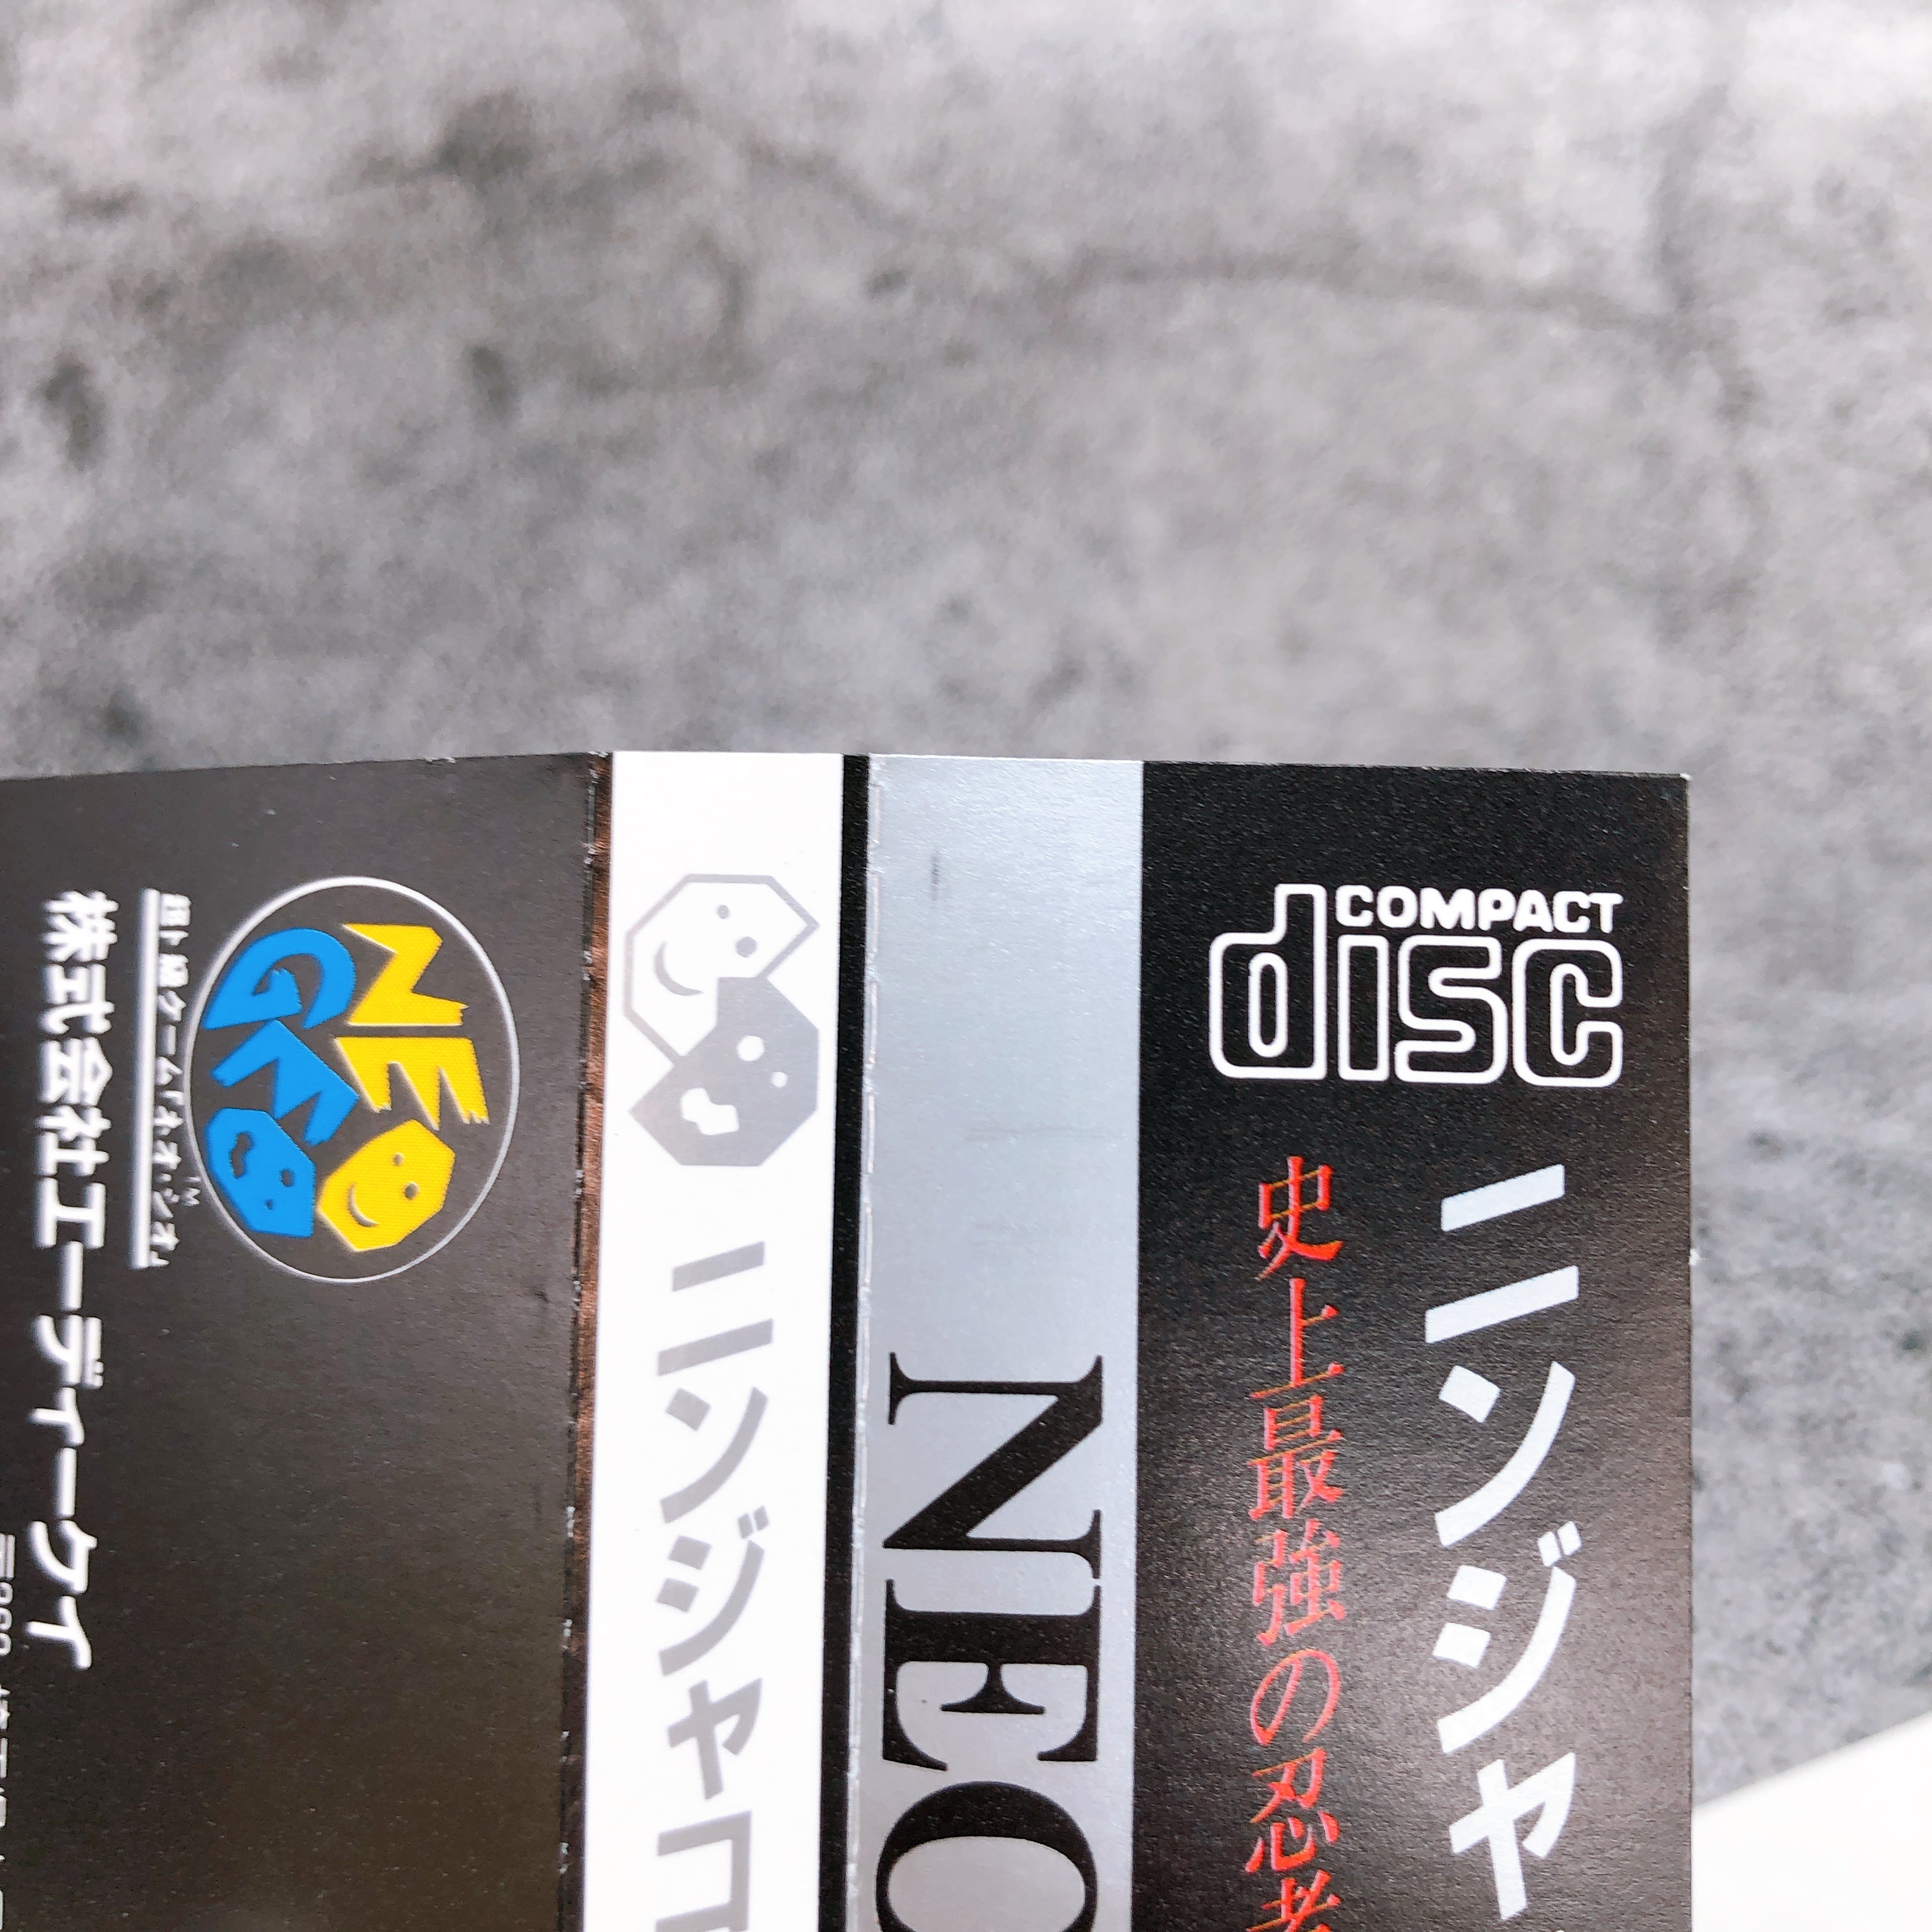 COMPACT
disc
ニンジャ
史上最強の忍者
NEO
ニンジャコ
NEO
GEO
TM
株式会社エーディーケイ